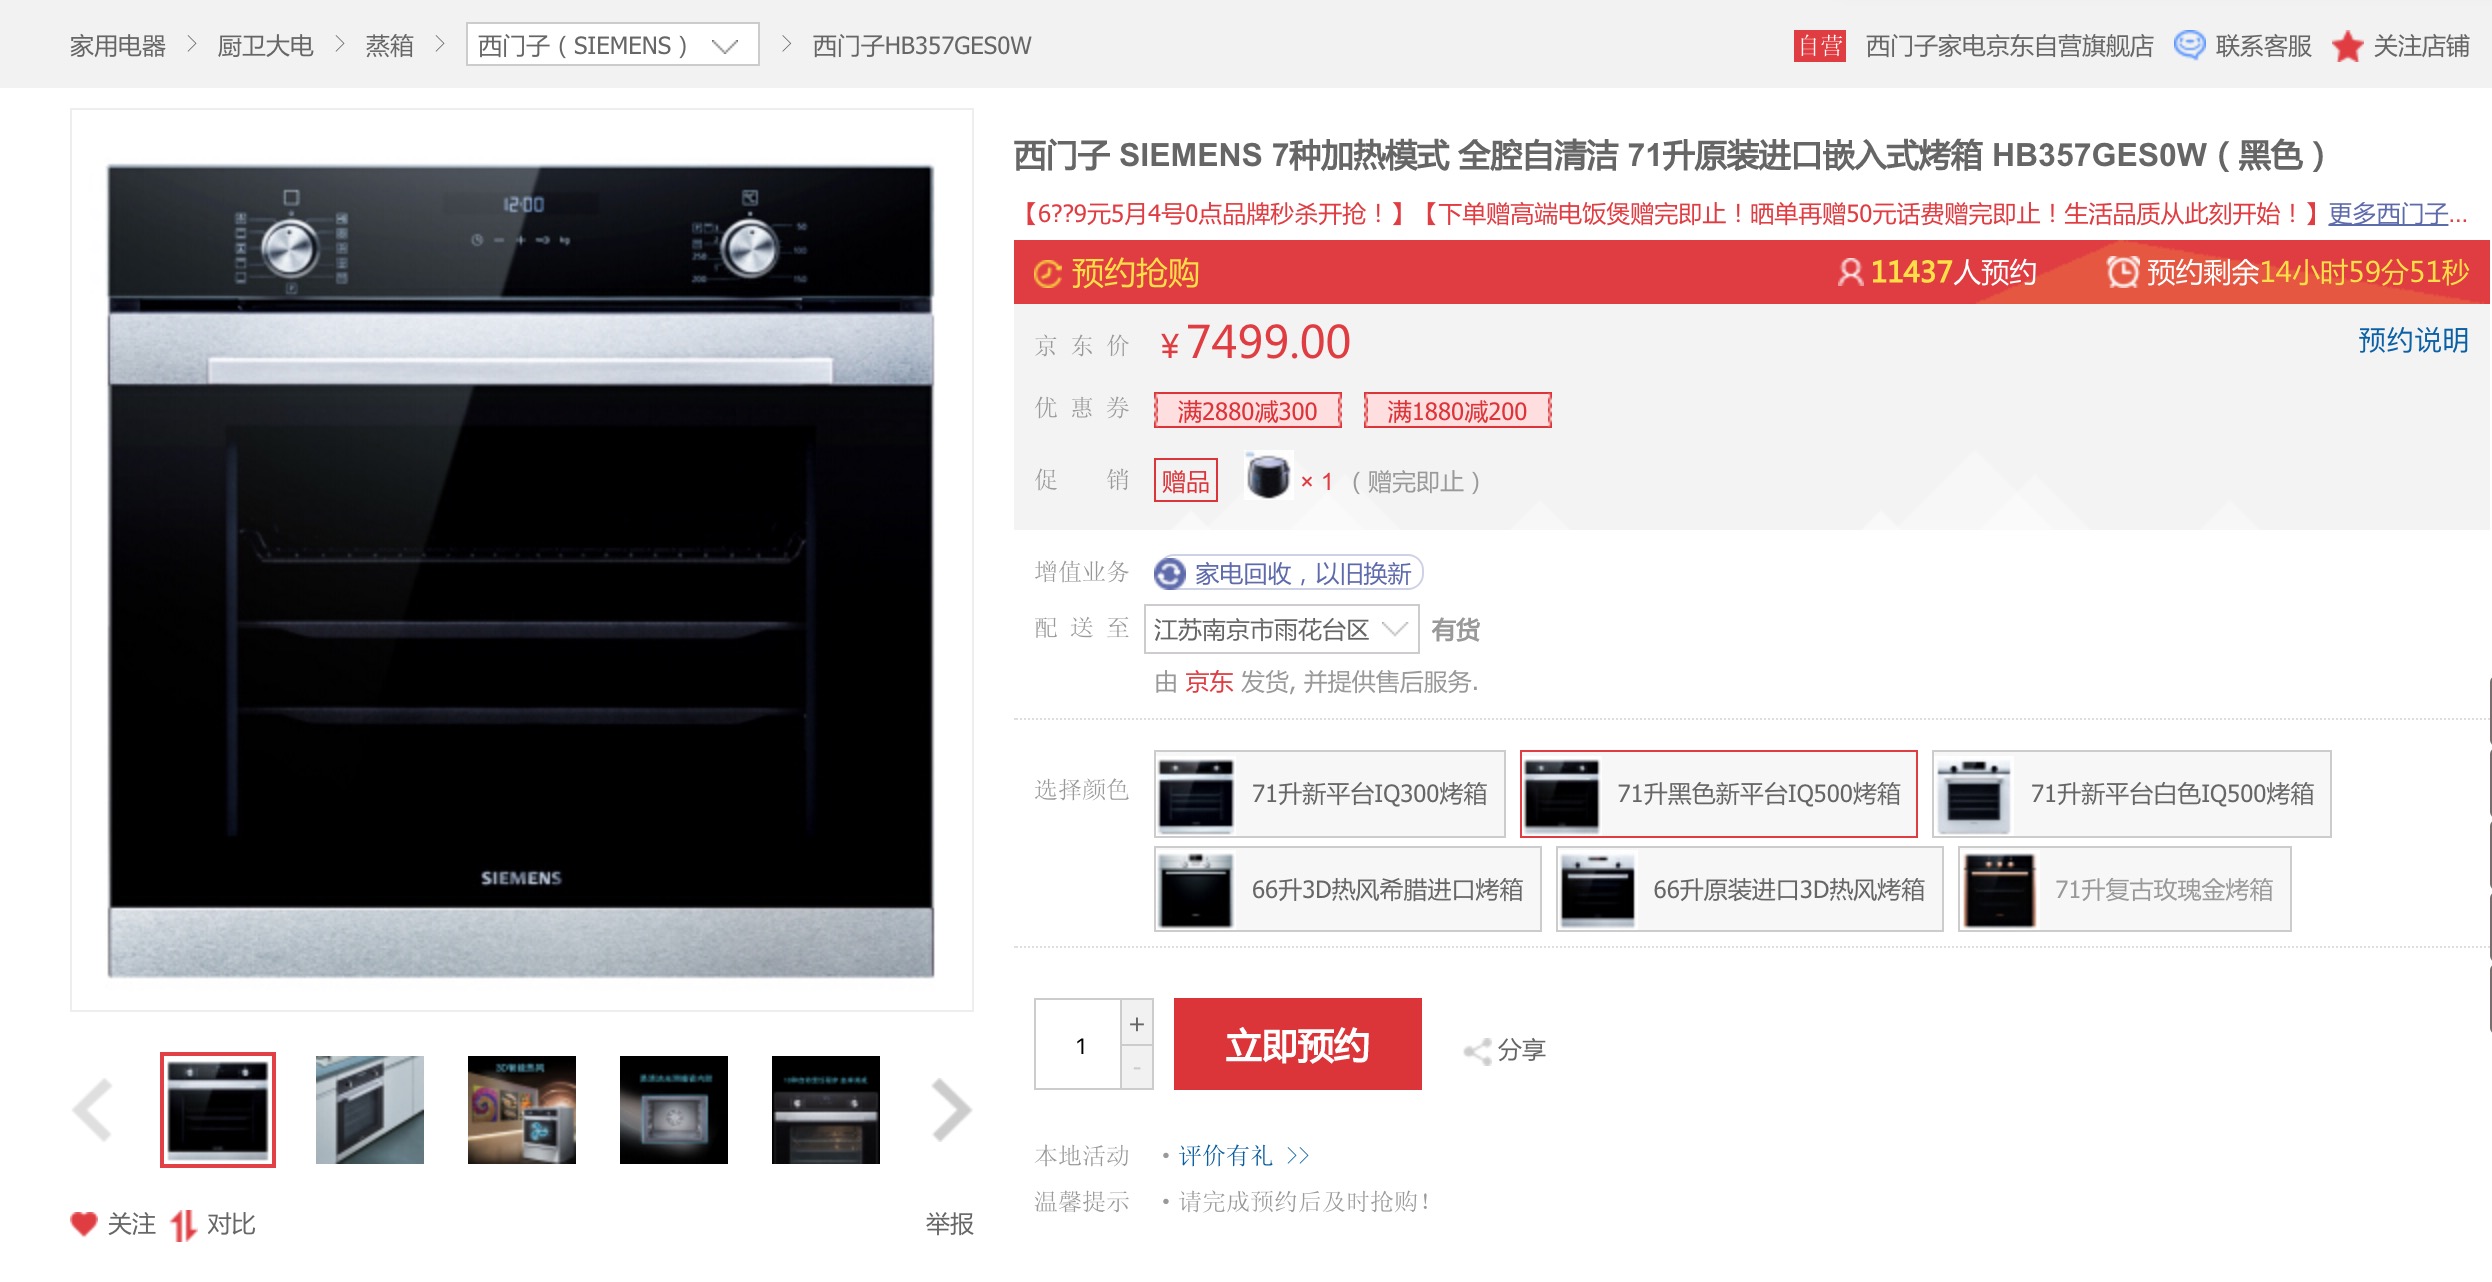 家用电器 > 厨卫大电 > 蒸箱 > 西门子（SIEMENS） > 西门子HB357GES0W
自营 西门子家电京东自营旗舰店 联系客服 关注店铺
12:00
SIEMENS
关注 对比 举报
西门子 SIEMENS 7种加热模式 全腔自清洁 71升原装进口嵌入式烤箱 HB357GES0W（黑色）
【6??9元5月4号0点品牌秒杀开抢！】【下单赠高端电饭煲赠完即止！晒单再赠50元话费赠完即止！生活品质从此刻开始！】更多西门子...
预约抢购 11437人预约 预约剩余14小时59分51秒
京东价 ¥7499.00 预约说明
优惠券 满2880减300 满1880减200
促销 赠品 × 1 （赠完即止）
增值业务 家电回收，以旧换新
配送至 江苏南京市雨花台区 有货
由 京东 发货, 并提供售后服务.
选择颜色 71升新平台IQ300烤箱 71升黑色新平台IQ500烤箱 71升新平台白色IQ500烤箱
66升3D热风希腊进口烤箱 66升原装进口3D热风烤箱 71升复古玫瑰金烤箱
1 + - 立即预约 分享
本地活动 • 评价有礼 >>
温馨提示 • 请完成预约后及时抢购！